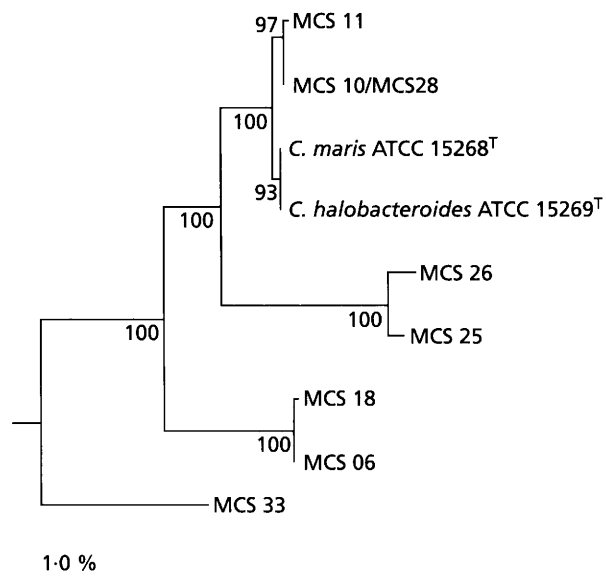 97
MCS 11
MCS 10/MCS28
100
C. maris ATCC 15268ᵀ
93
C. halobacteroides ATCC 15269ᵀ
100
MCS 26
100
MCS 25
100
MCS 18
100
MCS 06
MCS 33
1·0 %